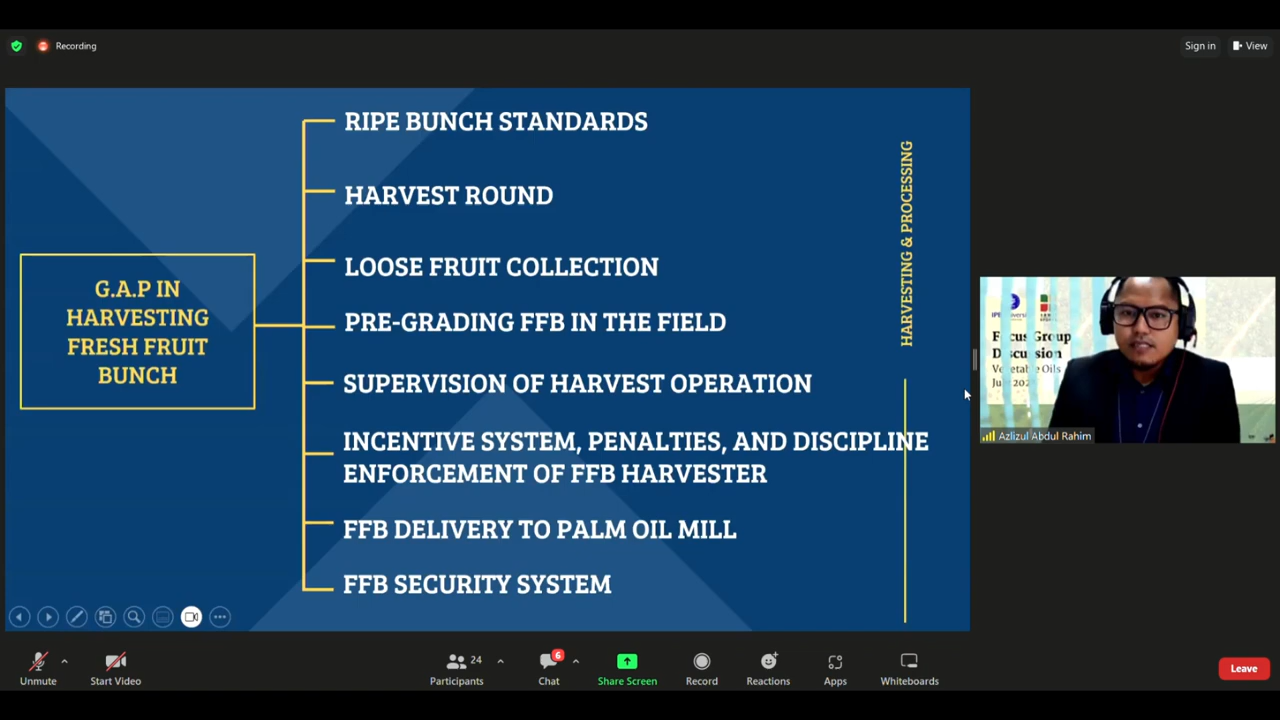 Recording
Sign in
View
RIPE BUNCH STANDARDS
HARVEST ROUND
LOOSE FRUIT COLLECTION
PRE-GRADING FFB IN THE FIELD
SUPERVISION OF HARVEST OPERATION
INCENTIVE SYSTEM, PENALTIES, AND DISCIPLINE
ENFORCEMENT OF FFB HARVESTER
FFB DELIVERY TO PALM OIL MILL
FFB SECURITY SYSTEM
G.A.P IN
HARVESTING
FRESH FRUIT
BUNCH
HARVESTING & PROCESSING
Focus Group
Discussion
Vegetable Oils
Azlizul Abdul Rahim
Unmute
Start Video
24
Participants
6
Chat
Share Screen
Record
Reactions
Apps
Whiteboards
Leave